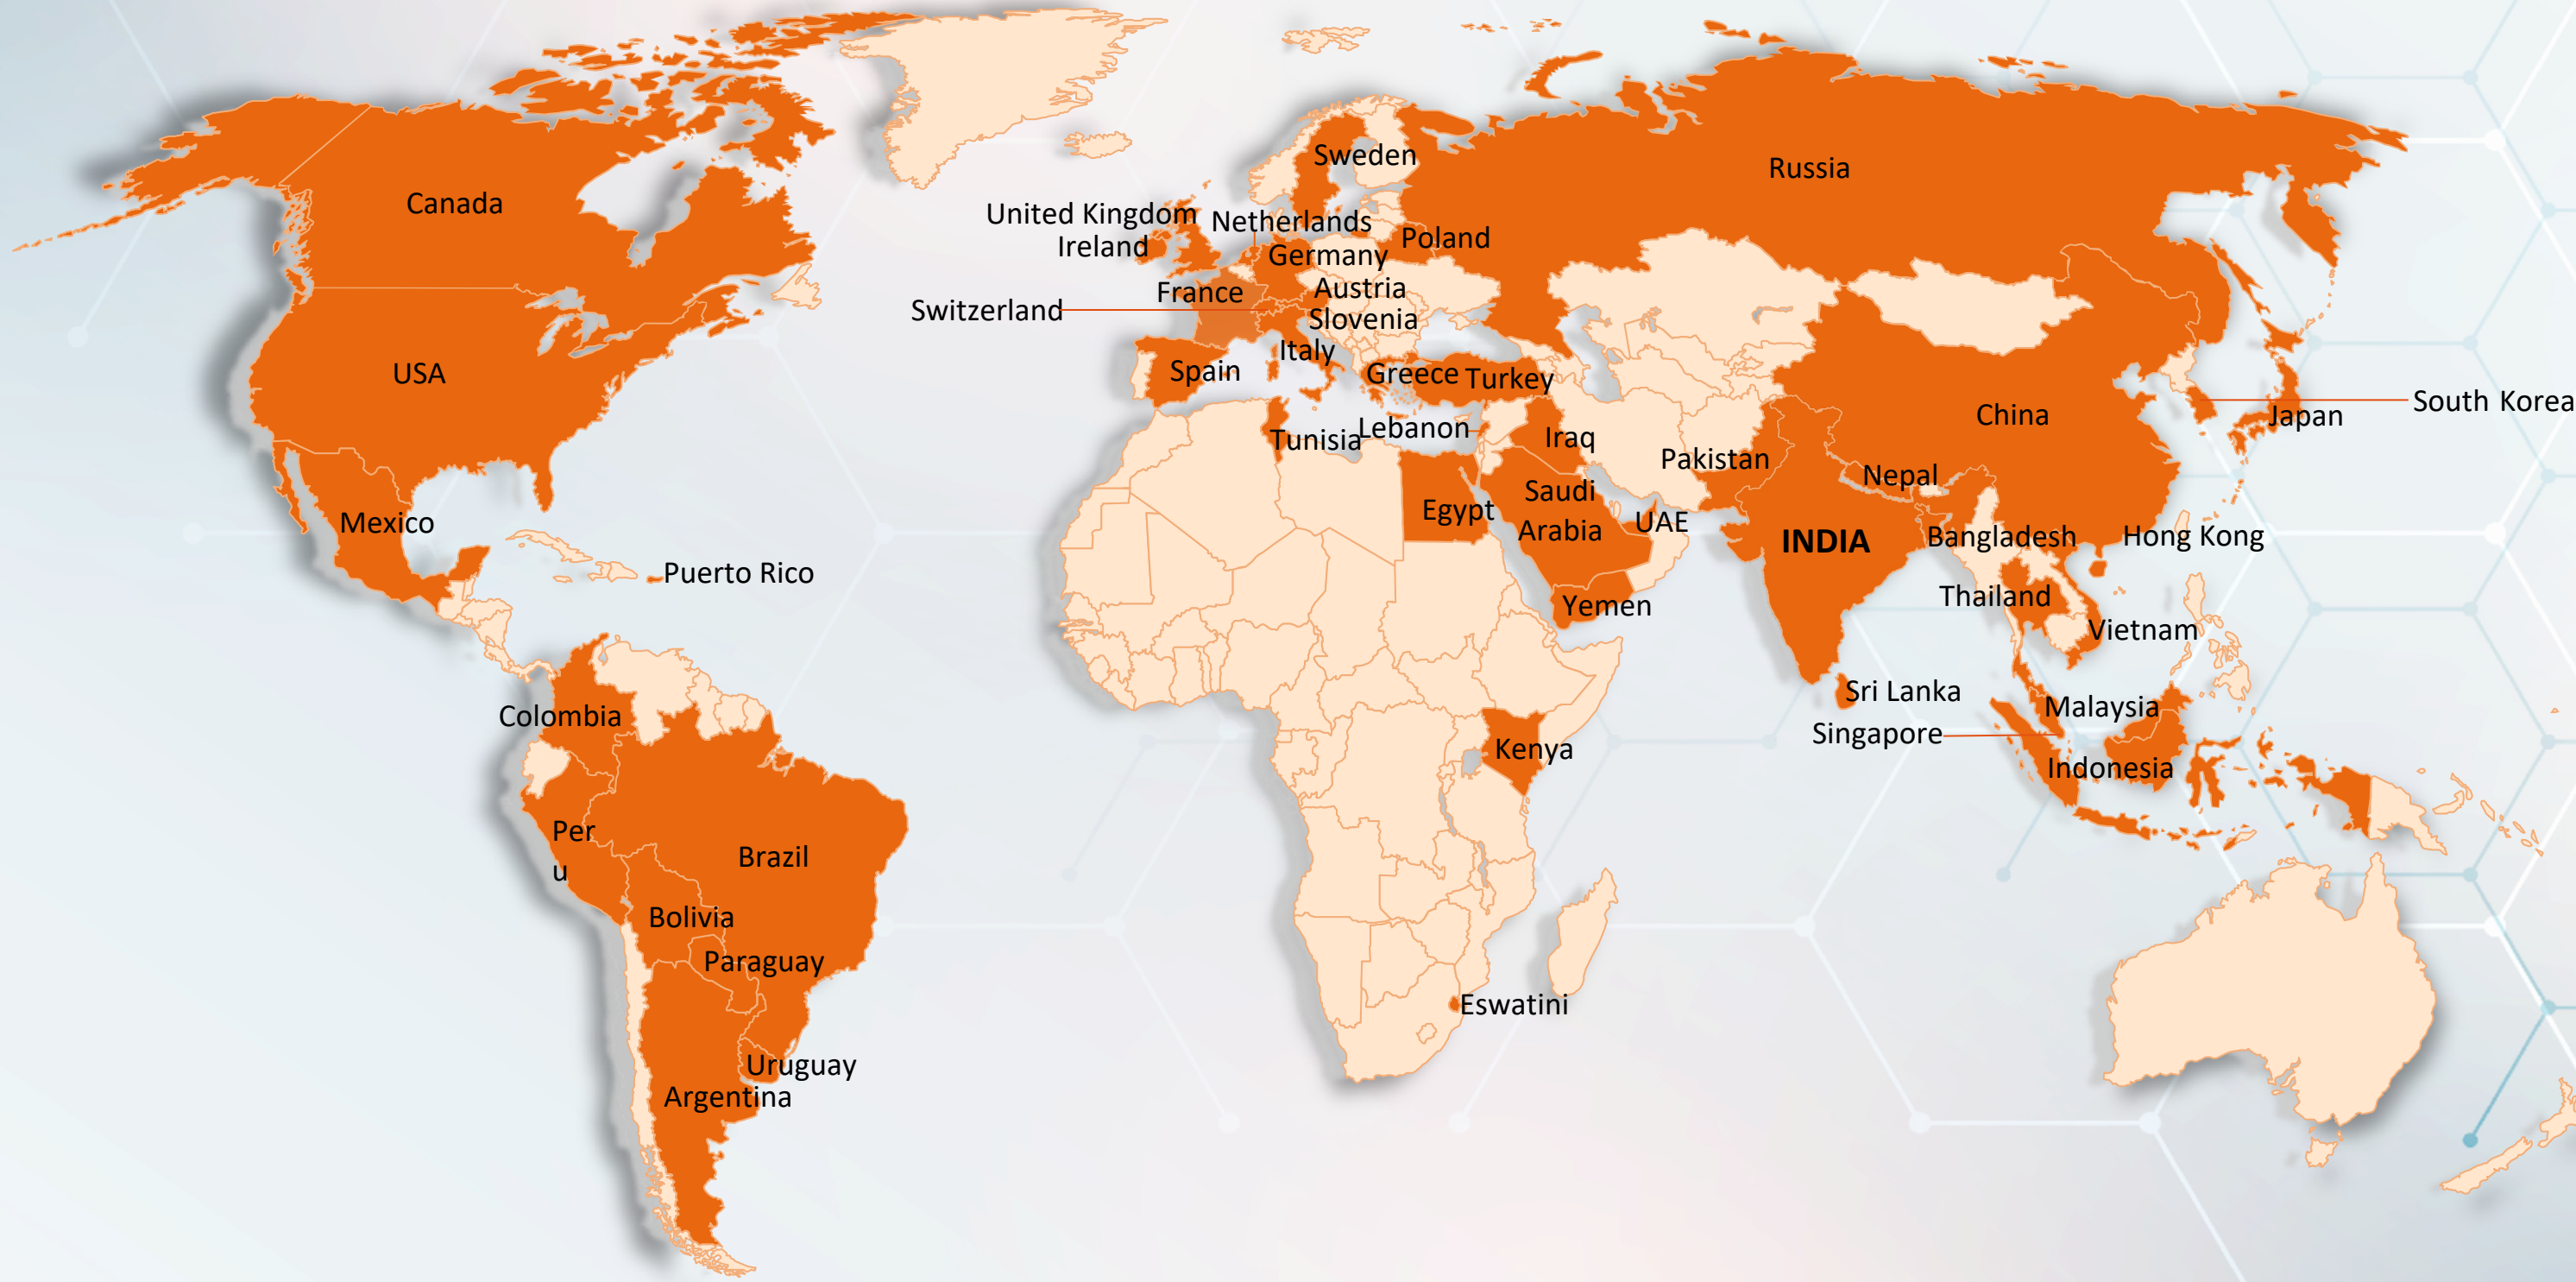 Canada
USA
Mexico
Puerto Rico
Colombia
Per
u
Brazil
Bolivia
Paraguay
Uruguay
Argentina
Sweden
United Kingdom
Netherlands
Ireland
Poland
Germany
France
Austria
Switzerland
Slovenia
Italy
Spain
Greece
Turkey
Tunisia
Lebanon
Iraq
Egypt
Saudi
Arabia
UAE
Yemen
Kenya
Eswatini
Russia
China
South Korea
Japan
Pakistan
Nepal
INDIA
Bangladesh
Hong Kong
Thailand
Vietnam
Sri Lanka
Malaysia
Singapore
Indonesia